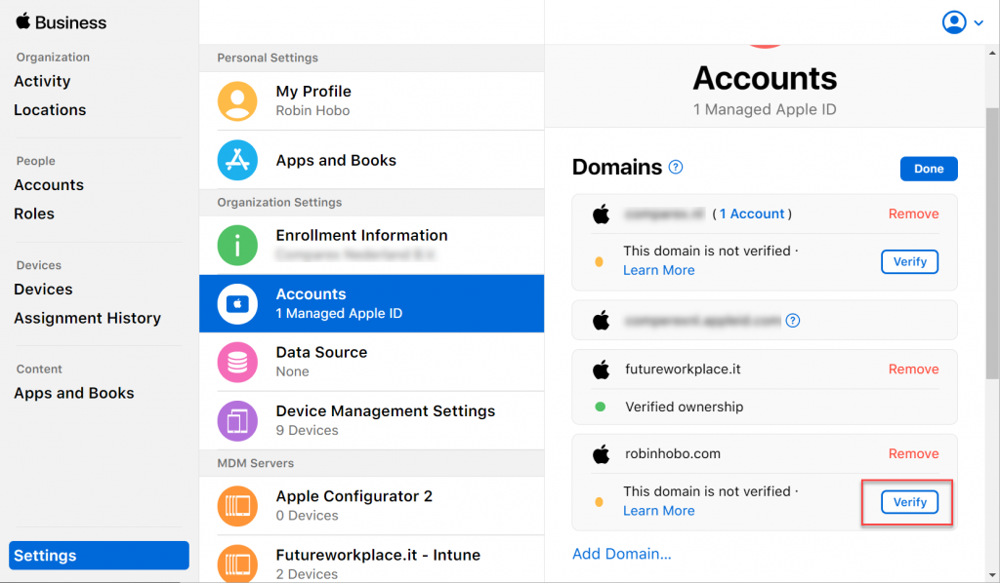 Business
Organization
Activity
Locations
People
Accounts
Roles
Devices
Devices
Assignment History
Content
Apps and Books
Settings
Personal Settings
My Profile
Robin Hobo
Apps and Books
Organization Settings
Enrollment Information
Accounts
1 Managed Apple ID
Data Source
None
Device Management Settings
9 Devices
MDM Servers
Apple Configurator 2
0 Devices
Futureworkplace.it - Intune
2 Devices
Accounts
1 Managed Apple ID
Domains ?
Done
( 1 Account )
Remove
This domain is not verified ·
Learn More
Verify
?
futureworkplace.it
Remove
Verified ownership
robinhobo.com
Remove
This domain is not verified ·
Learn More
Verify
Add Domain...